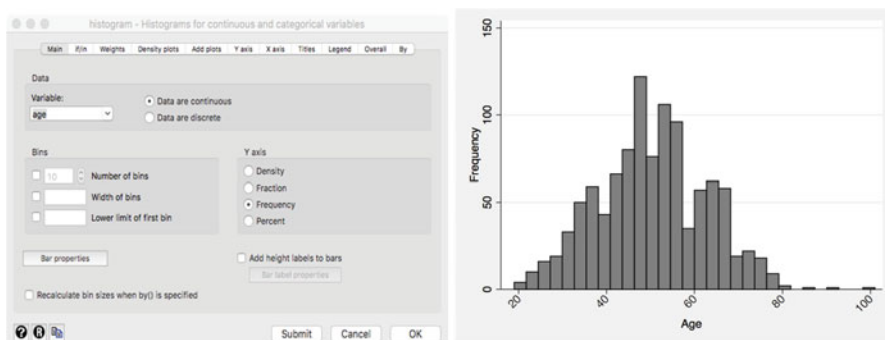 histogram - Histograms for continuous and categorical variables
Main if/in Weights Density plots Add plots Y axis X axis Titles Legend Overall By
Data
Variable:
age
Data are continuous
Data are discrete
Bins
10 Number of bins
Width of bins
Lower limit of first bin
Y axis
Density
Fraction
Frequency
Percent
Bar properties
Add height labels to bars
Bar label properties
Recalculate bin sizes when by() is specified
? R
Submit Cancel OK
Frequency
150
100
50
0
20 40 60 80 100
Age